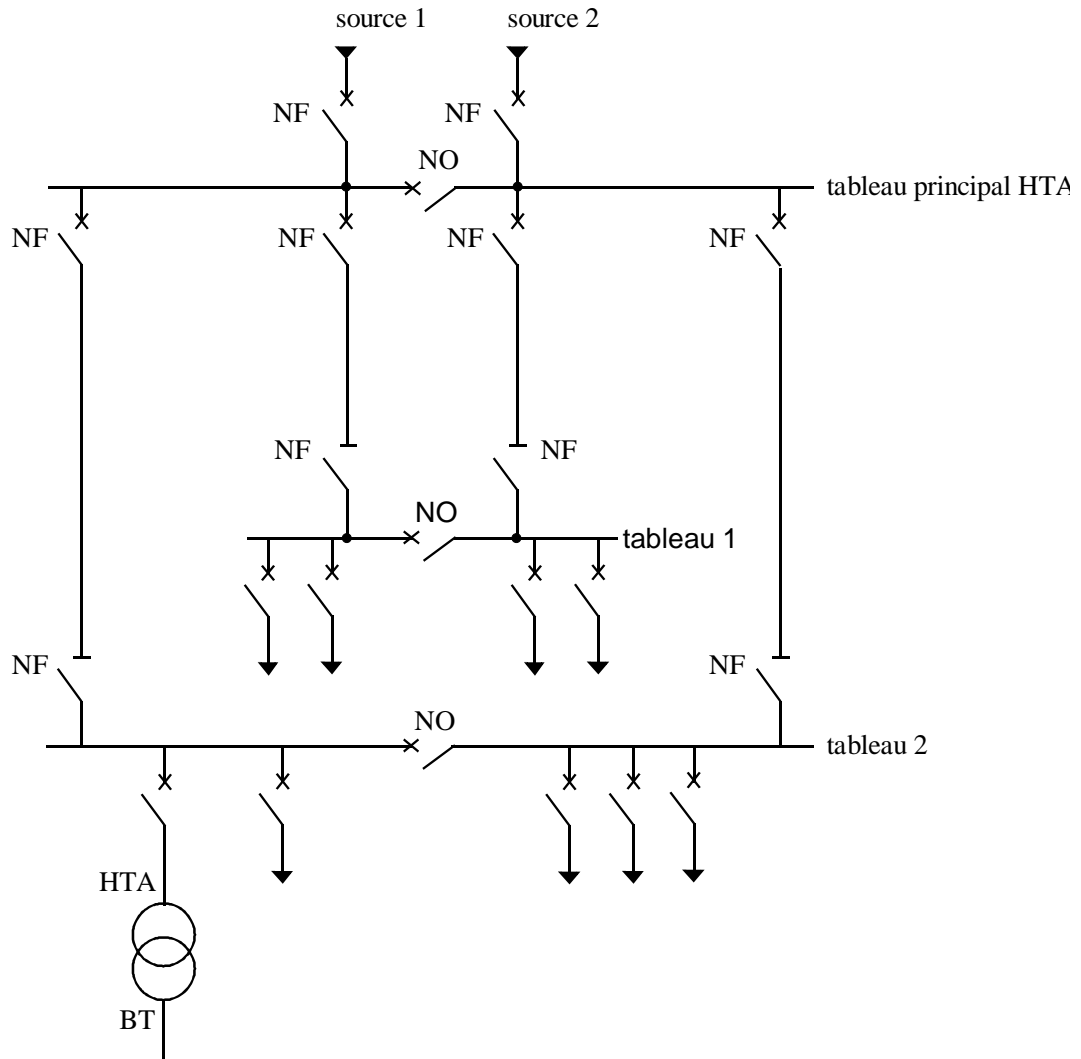 source 1
source 2
NF
NF
NO
tableau principal HTA
NF
NF
NF
NF
NF
NF
NO
tableau 1
NF
NF
NO
tableau 2
HTA
BT